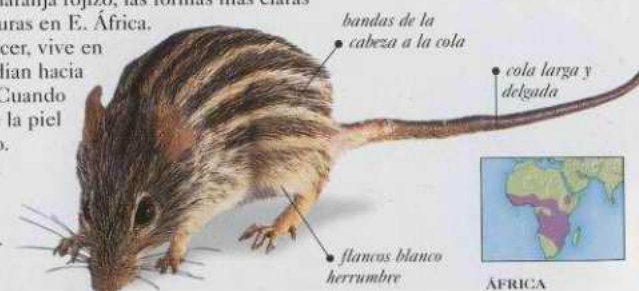 naranja rojizo, las formas más claras
uras en E. África.
cer, vive en
dían hacia
Cuando
la piel
bandas de la
cabeza a la cola
cola larga y
delgada
flancos blanco
herrumbre
ÁFRICA